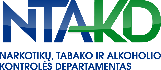 NTAKD
NARKOTIKŲ, TABAKO IR ALKOHOLIO
KONTROLĖS DEPARTAMENTAS